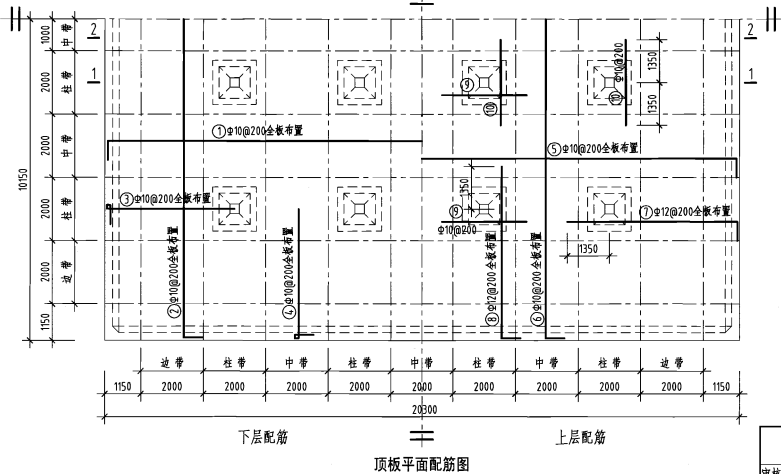 1000
中 带
2
2
2000
柱 带
1
1
⑨
⑩
Φ10@200
⑩
1350
1350
2000
中 带
①Φ10@200全板布置
⑤Φ10@200全板布置
10150
2000
柱 带
③Φ10@200全板布置
1350
⑨
Φ10@200
⑦Φ12@200全板布置
1350
2000
边 带
②Φ10@200全板布置
④Φ10@200全板布置
⑧Φ12@200全板布置
⑥Φ10@200全板布置
1150
边 带 柱 带 中 带 柱 带 中 带 柱 带 中 带 柱 带 边 带
1150 2000 2000 2000 2000 2000 2000 2000 2000 2000 1150
20300
下层配筋 上层配筋
顶板平面配筋图